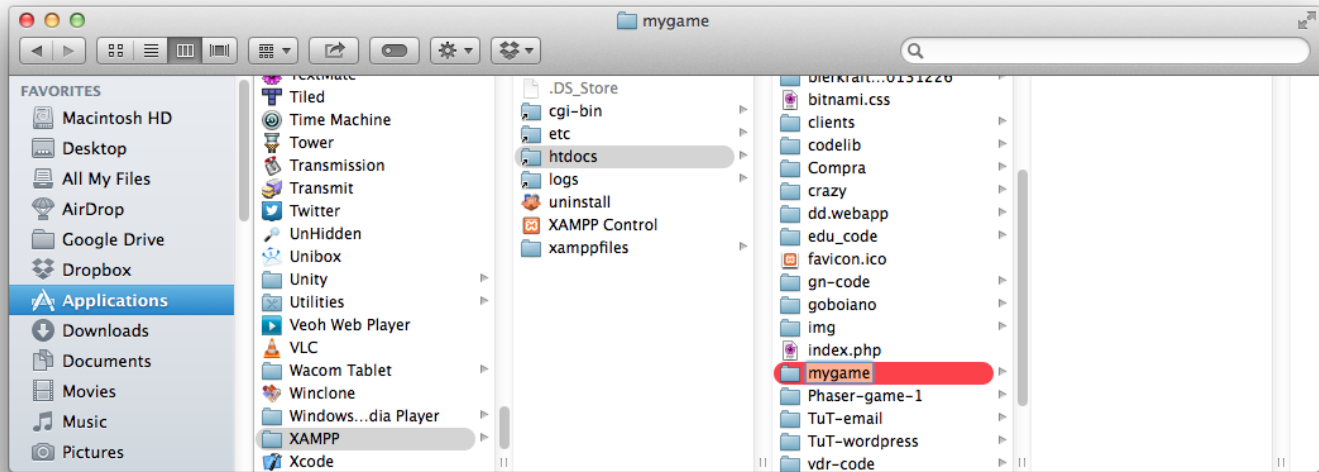 mygame
FAVORITES
Macintosh HD
Desktop
All My Files
AirDrop
Google Drive
Dropbox
Applications
Downloads
Documents
Movies
Music
Pictures
TextMate
Tiled
Time Machine
Tower
Transmission
Transmit
Twitter
UnHidden
Unibox
Unity
Utilities
Veoh Web Player
VLC
Wacom Tablet
Winclone
Windows...dia Player
XAMPP
Xcode
.DS_Store
cgi-bin
etc
htdocs
logs
uninstall
XAMPP Control
xamppfiles
bierkraft...0131226
bitnami.css
clients
codelib
Compra
crazy
dd.webapp
edu_code
favicon.ico
gn-code
goboiano
img
index.php
mygame
Phaser-game-1
TuT-email
TuT-wordpress
vdr-code